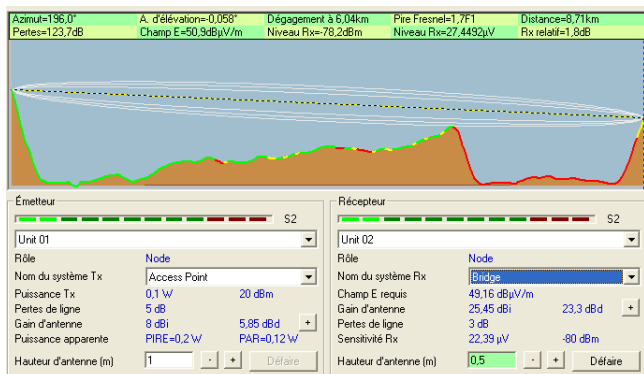 Azimut=196,0° A. d'élévation=-0,058° Dégagement à 6,04km Pire Fresnel=1,7F1 Distance=8,71km
Pertes=123,7dB Champ E=50,9dBµV/m Niveau Rx=-78,2dBm Niveau Rx=27,4492µV Rx relatif=1,8dB
Émetteur
S2
Unit 01
Rôle Node
Nom du système Tx Access Point
Puissance Tx 0,1 W 20 dBm
Pertes de ligne 5 dB
Gain d'antenne 8 dBi 5,85 dBd +
Puissance apparente PIRE=0,2 W PAR=0,12 W
Hauteur d'antenne (m) 1 - + Défaire
Récepteur
S2
Unit 02
Rôle Node
Nom du système Rx Bridge
Champ E requis 49,16 dBµV/m
Gain d'antenne 25,45 dBi 23,3 dBd +
Pertes de ligne 3 dB
Sensitivité Rx 22,39 µV -80 dBm
Hauteur d'antenne (m) 0,5 - + Défaire